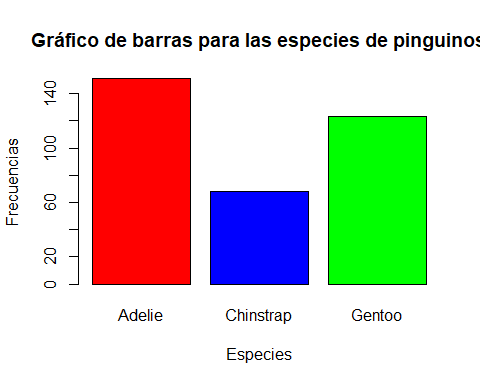 Gráfico de barras para las especies de pinguinos
Frecuencias
140
100
60
20
0
Adelie Chinstrap Gentoo
Especies